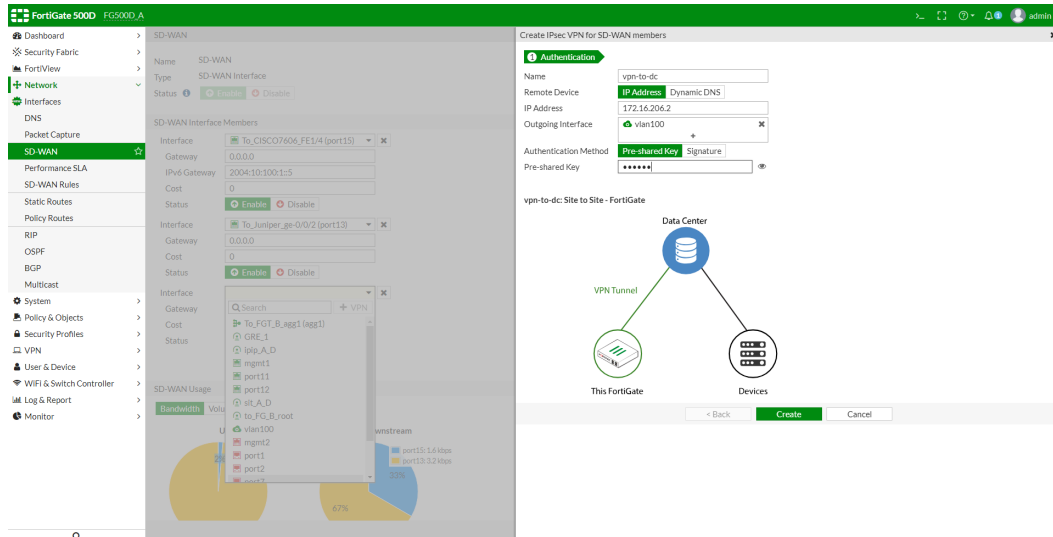 FortiGate 500D FG500D_A
admin
Dashboard
Security Fabric
FortiView
Network
Interfaces
DNS
Packet Capture
SD-WAN
Performance SLA
SD-WAN Rules
Static Routes
Policy Routes
RIP
OSPF
BGP
Multicast
System
Policy & Objects
Security Profiles
VPN
User & Device
WiFi & Switch Controller
Log & Report
Monitor
SD-WAN
Name SD-WAN
Type SD-WAN Interface
Status Enable Disable
SD-WAN Interface Members
Interface To_CISCO7606_FE1/4 (port15)
Gateway 0.0.0.0
IPv6 Gateway 2004:10:100:1::5
Cost 0
Status Enable Disable
Interface To_Juniper_ge-0/0/2 (port13)
Gateway 0.0.0.0
Cost 0
Status Enable Disable
Interface
Gateway
Cost
Status
Search + VPN
To_FGT_B_agg1 (agg1)
GRE_1
ipip_A_D
mgmt1
port11
port12
sit_A_D
to_FG_B_root
vlan100
mgmt2
port1
port2
SD-WAN Usage
Bandwidth
wnstream
port15: 1.6 kbps
port13: 3.2 kbps
33%
67%
Create IPsec VPN for SD-WAN members
1 Authentication
Name vpn-to-dc
Remote Device IP Address Dynamic DNS
IP Address 172.16.206.2
Outgoing Interface vlan100
+
Authentication Method Pre-shared Key Signature
Pre-shared Key ••••••
vpn-to-dc: Site to Site - FortiGate
Data Center
VPN Tunnel
This FortiGate
Devices
< Back Create Cancel